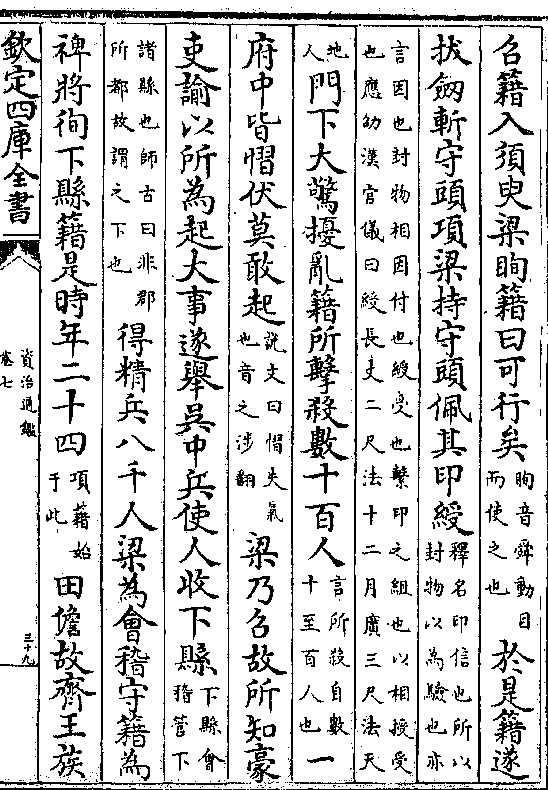 召籍入須臾梁眴籍曰可行矣眴音舜動目而使之也於是籍遂
拔劒斬守頭項梁持守頭佩其印綬釋名印信也所以封物以為驗也亦
言因也封物相因付也綬受也繫印之組也以相授受也應劭漢官儀曰綬長丈二尺法十二月廣三尺法天地人
門下大驚擾亂籍所擊殺數十百人言所殺自數十至百人也一
府中皆慴伏莫敢起說文曰慴失氣也音之涉翻梁乃召故所知豪
吏諭以所為起大事遂舉吳中兵使人收下縣下縣會稽管下
諸縣也師古曰非郡所都故謂之下也得精兵八千人梁為會稽守籍為
裨將徇下縣籍是時年二十四項籍始于此田儋故齊王族
欽定四庫全書
資治通鑑
卷七
三十九